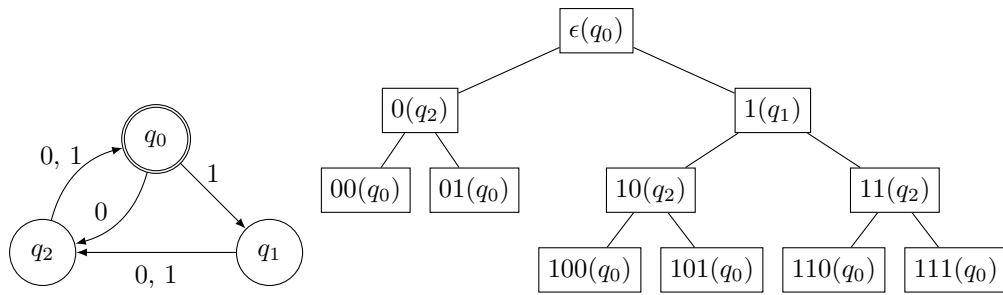 q₀
0, 1
1
0
q₂
q₁
0, 1
ϵ(q₀)
0(q₂)
1(q₁)
00(q₀)
01(q₀)
10(q₂)
11(q₂)
100(q₀)
101(q₀)
110(q₀)
111(q₀)